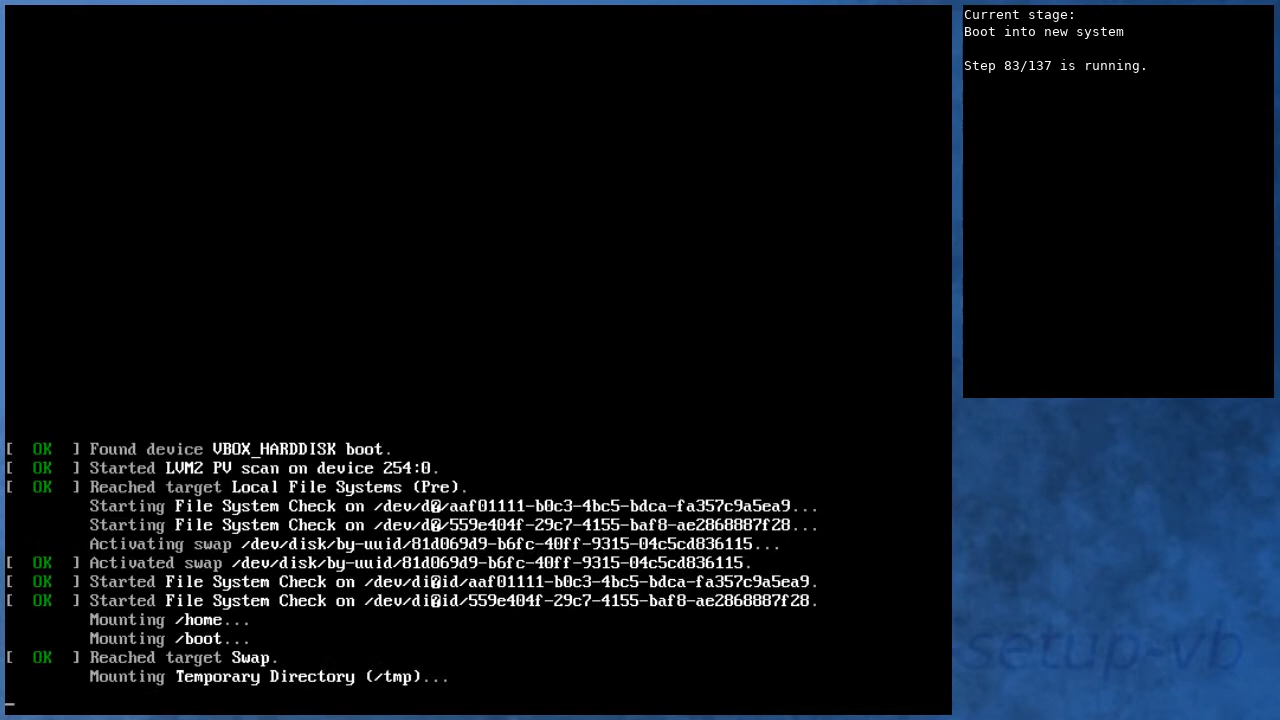 Current stage:
Boot into new system
Step 83/137 is running.
[  OK  ] Found device VBOX_HARDDISK boot.
[  OK  ] Started LVM2 PV scan on device 254:0.
[  OK  ] Reached target Local File Systems (Pre).
         Starting File System Check on /dev/d@/aaf01111-b0c3-4bc5-bdca-fa357c9a5ea9...
         Starting File System Check on /dev/d@/559e404f-29c7-4155-baf8-ae2868887f28...
         Activating swap /dev/disk/by-uuid/81d069d9-b6fc-40ff-9315-04c5cd836115...
[  OK  ] Activated swap /dev/disk/by-uuid/81d069d9-b6fc-40ff-9315-04c5cd836115.
[  OK  ] Started File System Check on /dev/di@id/aaf01111-b0c3-4bc5-bdca-fa357c9a5ea9.
[  OK  ] Started File System Check on /dev/di@id/559e404f-29c7-4155-baf8-ae2868887f28.
         Mounting /home...
         Mounting /boot...
[  OK  ] Reached target Swap.
         Mounting Temporary Directory (/tmp)...
_
setup-vb